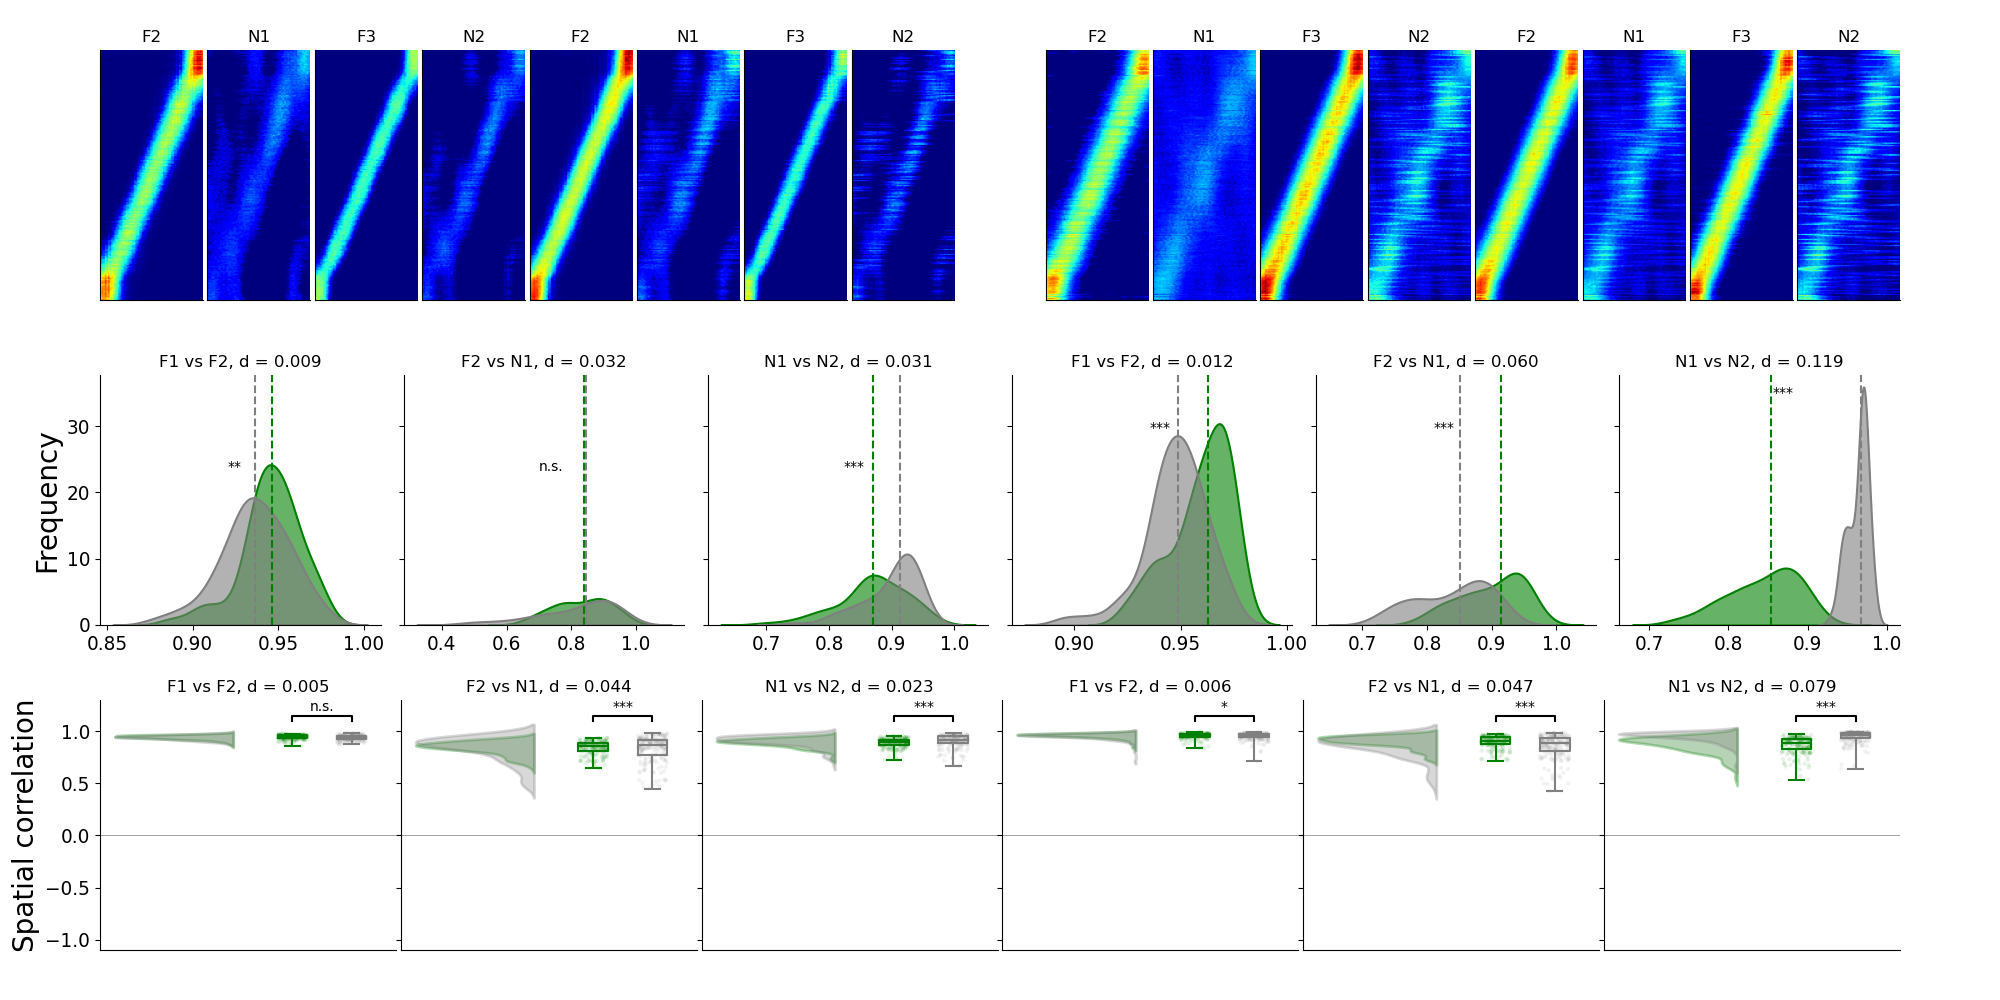 F2 N1 F3 N2 F2 N1 F3 N2 F2 N1 F3 N2 F2 N1 F3 N2
F1 vs F2, d = 0.009
F2 vs N1, d = 0.032
N1 vs N2, d = 0.031
F1 vs F2, d = 0.012
F2 vs N1, d = 0.060
N1 vs N2, d = 0.119
Frequency
30
20
10
0
** n.s. *** *** *** ***
0.85 0.90 0.95 1.00
0.4 0.6 0.8 1.0
0.7 0.8 0.9 1.0
0.90 0.95 1.00
0.7 0.8 0.9 1.0
0.7 0.8 0.9 1.0
F1 vs F2, d = 0.005
F2 vs N1, d = 0.044
N1 vs N2, d = 0.023
F1 vs F2, d = 0.006
F2 vs N1, d = 0.047
N1 vs N2, d = 0.079
n.s. *** *** * *** ***
Spatial correlation
1.0
0.5
0.0
−0.5
−1.0